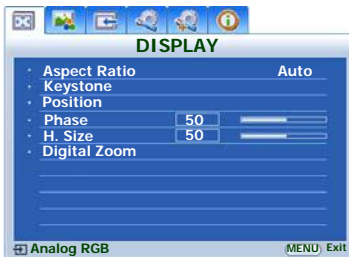 DISPLAY
Aspect Ratio Auto
Keystone
Position
Phase 50
H. Size 50
Digital Zoom
Analog RGB MENU Exit